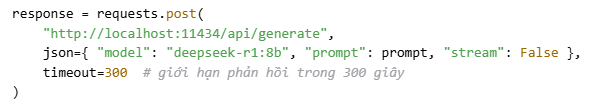 response = requests.post(
    "http://localhost:11434/api/generate",
    json={ "model": "deepseek-r1:8b", "prompt": prompt, "stream": False },
    timeout=300  # giới hạn phản hồi trong 300 giây
)